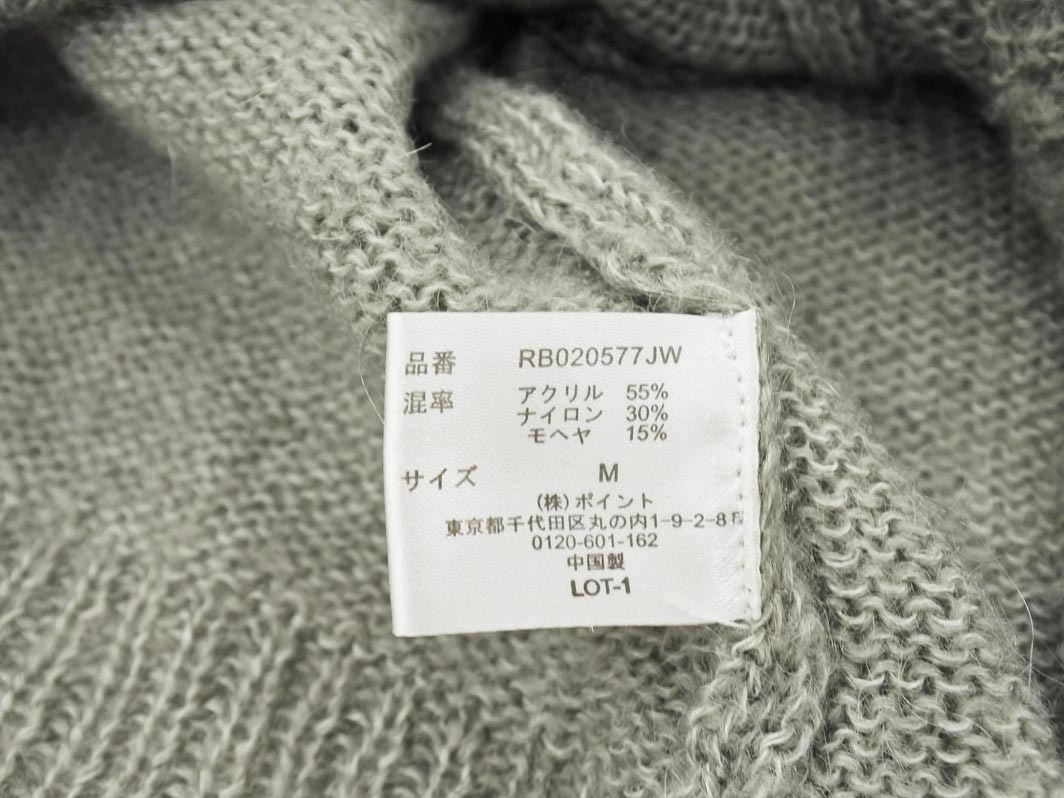 品番 RB020577JW
混率 アクリル 55%
ナイロン 30%
モヘヤ 15%
サイズ M
(株)ポイント
東京都千代田区丸の内1-9-2-8F
0120-601-162
中国製
LOT-1